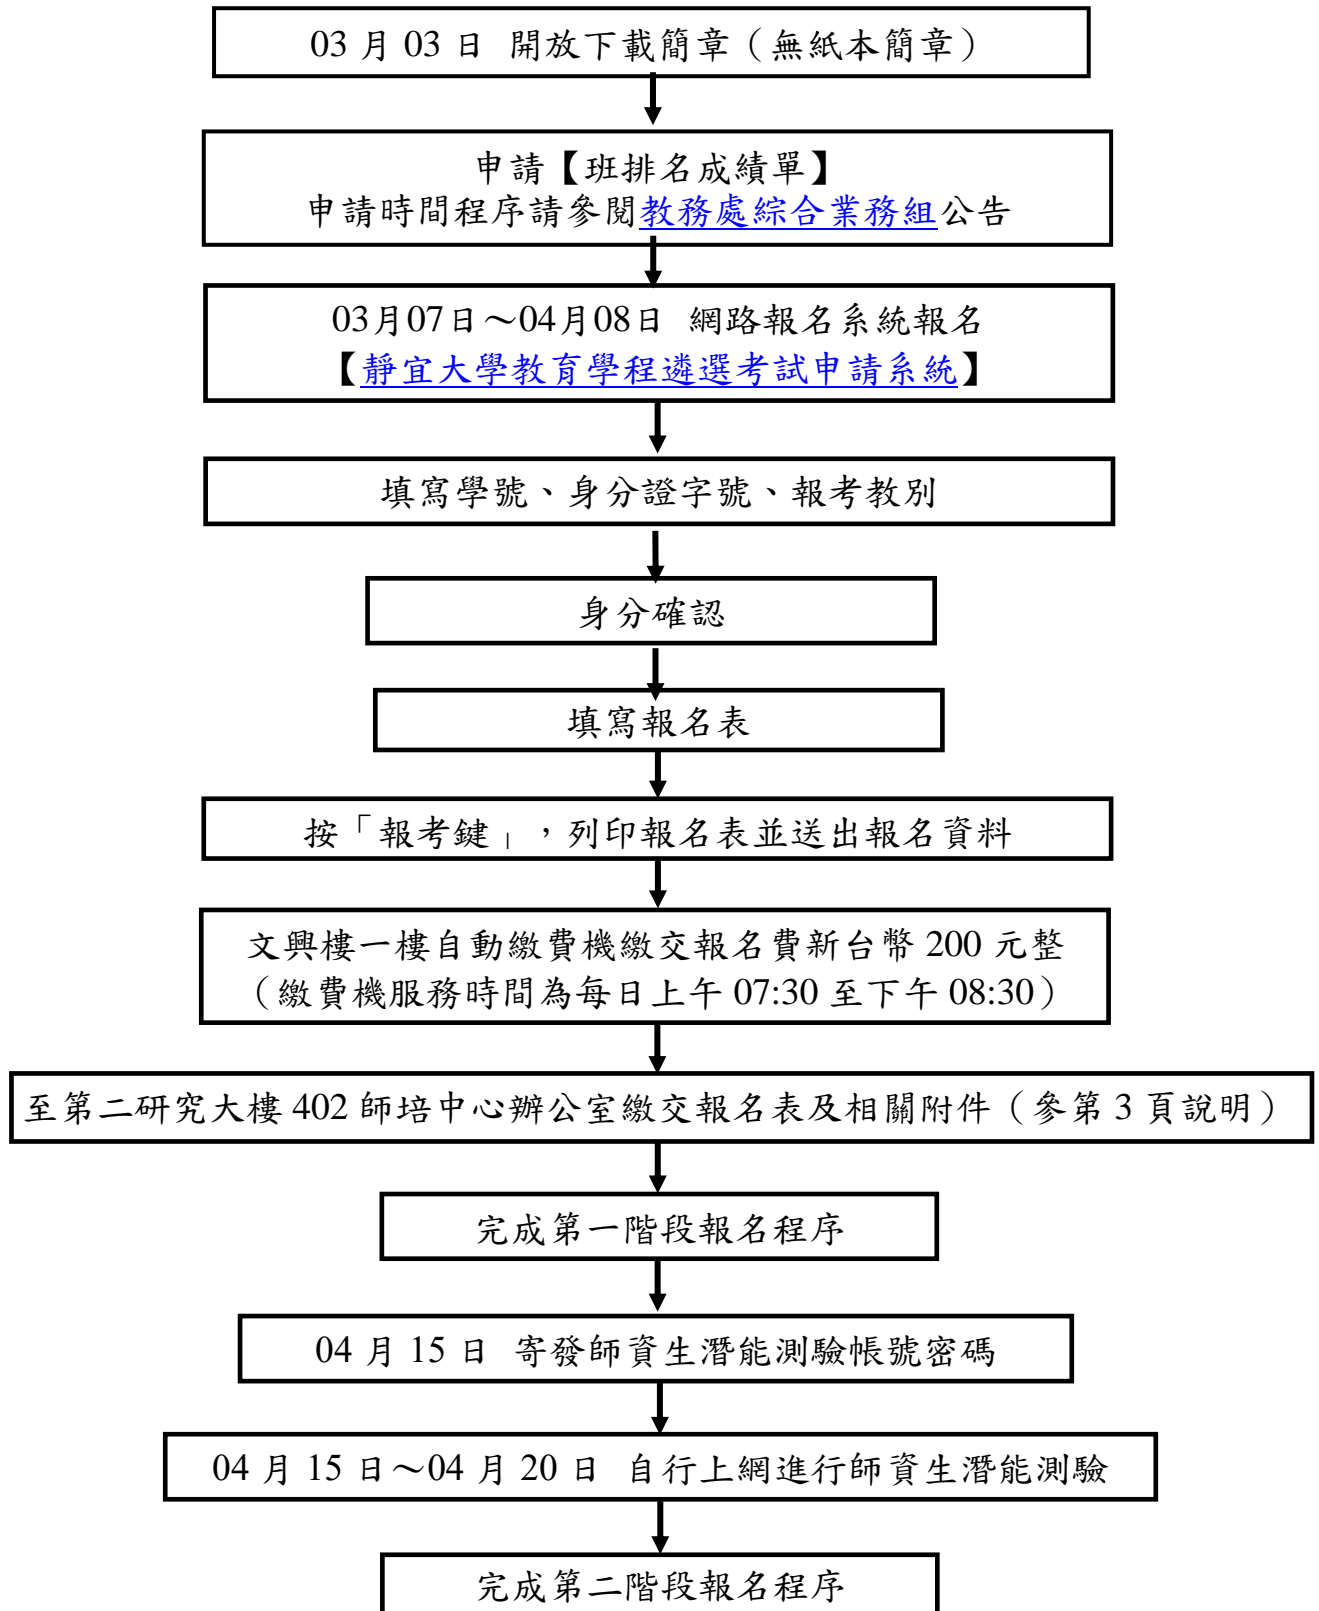 03 月 03 日 開放下載簡章（無紙本簡章）
申請【班排名成績單】
申請時間程序請參閱教務處綜合業務組公告
03月07日～04月08日 網路報名系統報名
【靜宜大學教育學程遴選考試申請系統】
填寫學號、身分證字號、報考教別
身分確認
填寫報名表
按「報考鍵」，列印報名表並送出報名資料
文興樓一樓自動繳費機繳交報名費新台幣 200 元整
（繳費機服務時間為每日上午 07:30 至下午 08:30）
至第二研究大樓 402 師培中心辦公室繳交報名表及相關附件（參第 3 頁說明）
完成第一階段報名程序
04 月 15 日 寄發師資生潛能測驗帳號密碼
04 月 15 日～04 月 20 日 自行上網進行師資生潛能測驗
完成第二階段報名程序